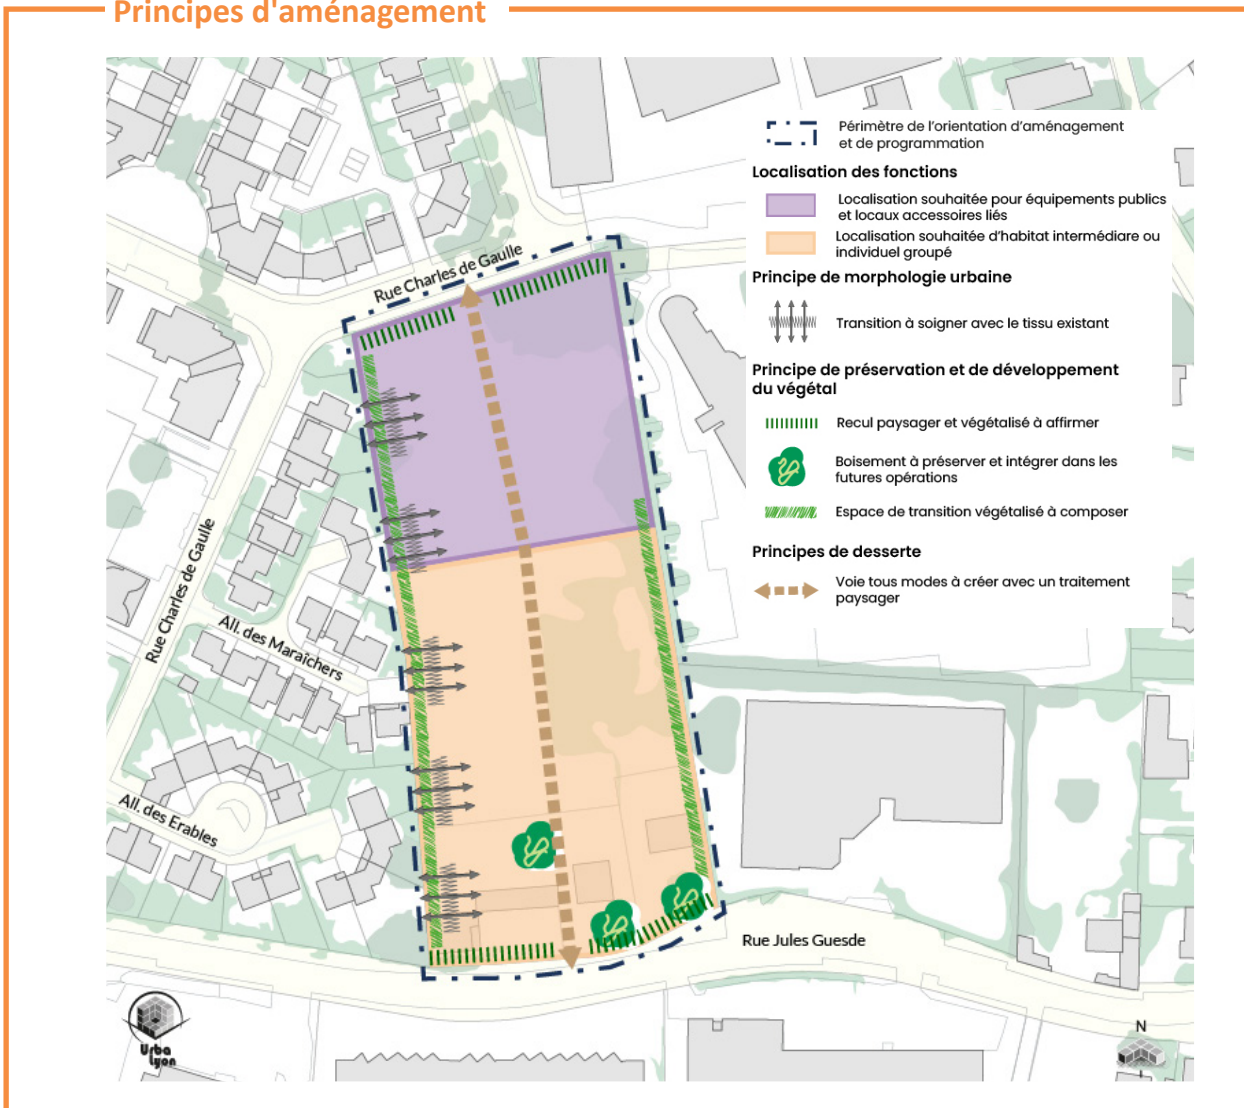 Principes d'aménagement
Périmètre de l'orientation d'aménagement
et de programmation
Localisation des fonctions
Localisation souhaitée pour équipements publics
et locaux accessoires liés
Localisation souhaitée d'habitat intermédiare ou
individuel groupé
Principe de morphologie urbaine
Transition à soigner avec le tissu existant
Principe de préservation et de développement
du végétal
Recul paysager et végétalisé à affirmer
Boisement à préserver et intégrer dans les
futures opérations
Espace de transition végétalisé à composer
Principes de desserte
Voie tous modes à créer avec un traitement
paysager
Rue Charles de Gaulle
Rue Charles de Gaulle
All. des Maraîchers
All. des Erables
Rue Jules Guesde
Urba
Lyon
N